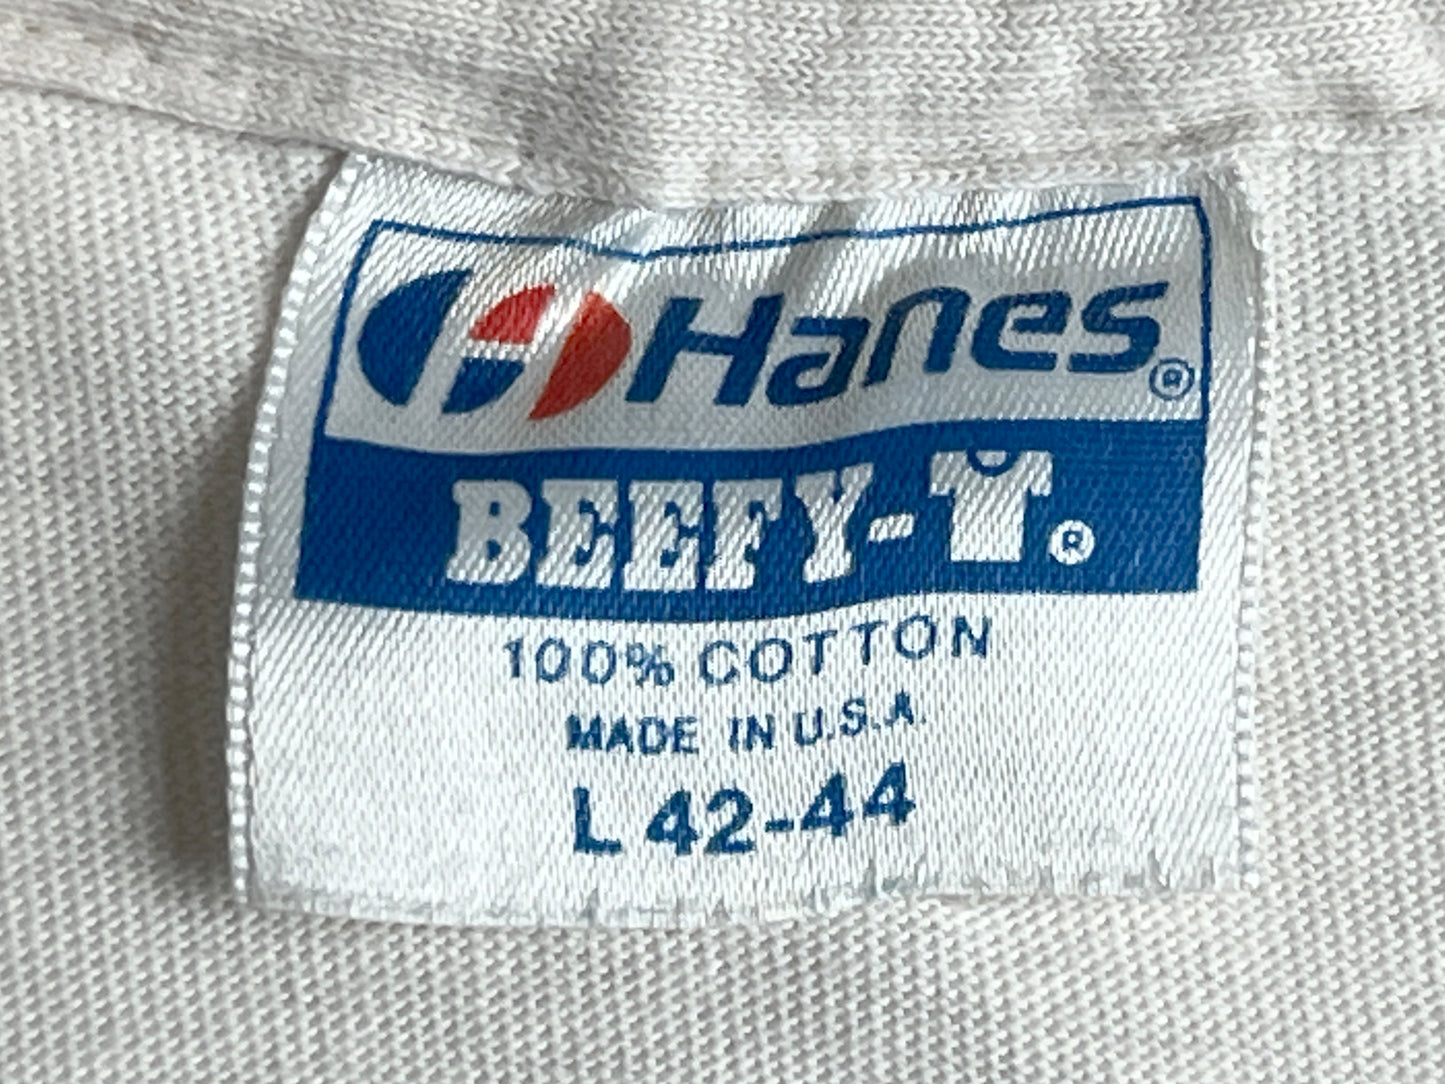 Hanes®
BEEFY-T®
100% COTTON
MADE IN U.S.A.
L 42-44